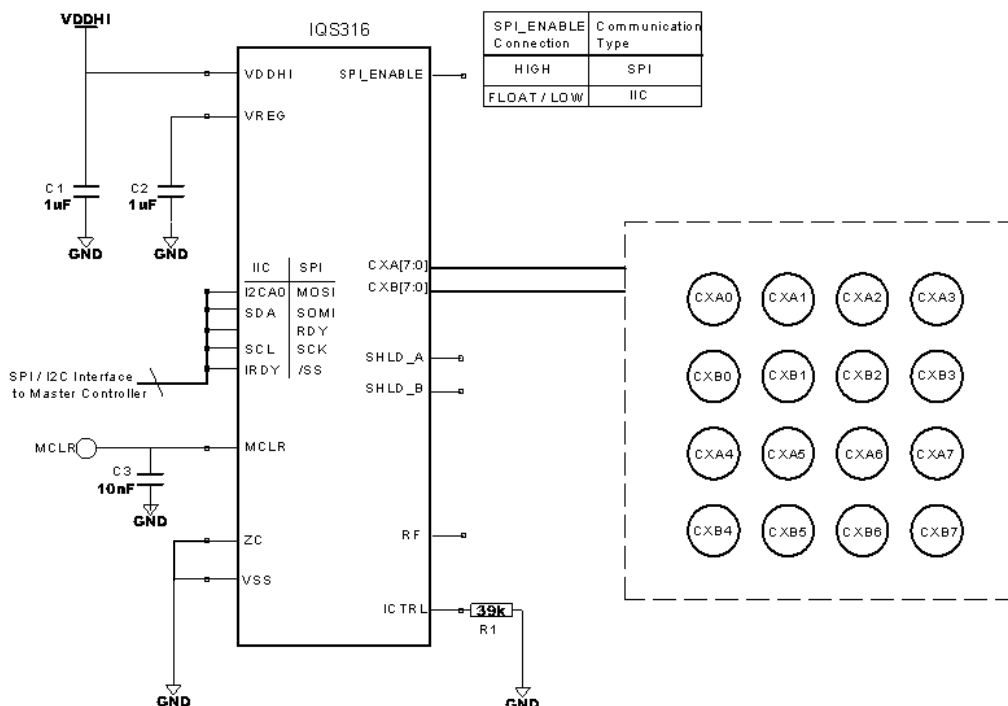 VDDHI
IQS316
SPI_ENABLE Connection
Communication Type
HIGH
SPI
FLOAT / LOW
IIC
VDDHI
SPI_ENABLE
VREG
C1
1uF
GND
C2
1uF
GND
IIC
SPI
I2CA0
MOSI
SDA
SOMI
RDY
SCL
SCK
IRDY
/SS
SPI / I2C Interface
to Master Controller
CXA[7:0]
CXB[7:0]
SHLD_A
SHLD_B
MCLR
MCLR
C3
10nF
GND
ZC
VSS
GND
RF
ICTRL
39k
R1
GND
CXA0 CXA1 CXA2 CXA3
CXB0 CXB1 CXB2 CXB3
CXA4 CXA5 CXA6 CXA7
CXB4 CXB5 CXB6 CXB7